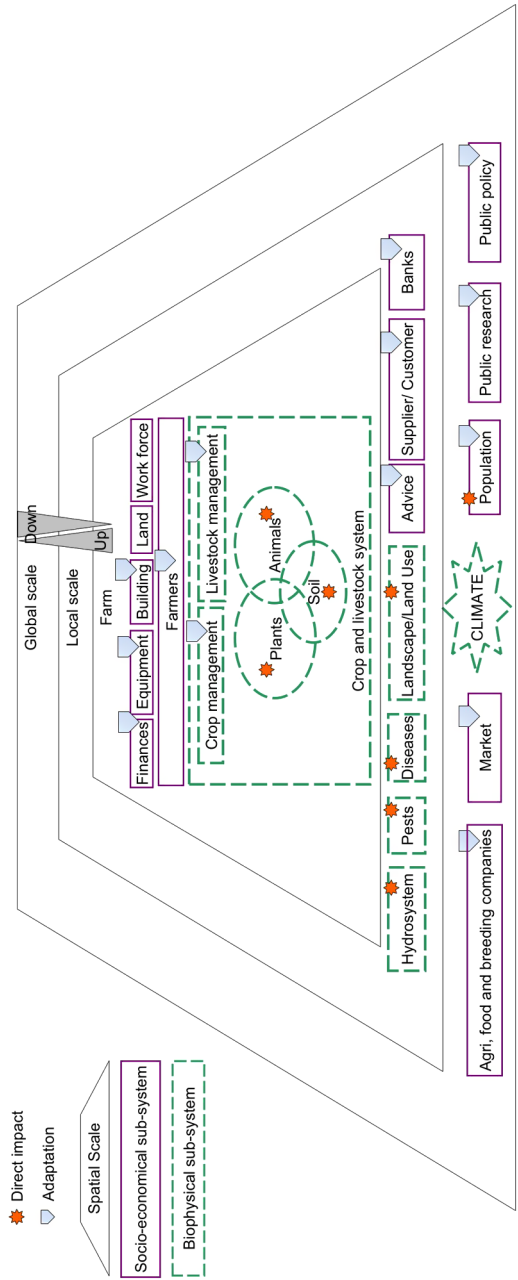 Direct impact
Adaptation
Spatial Scale
Socio-economical sub-system
Biophysical sub-system
Global scale
Down
Local scale
Up
Farm
Finances
Equipment
Building
Land
Work force
Farmers
Crop management
Livestock management
Plants
Animals
Soil
Crop and livestock system
Hydrosystem
Pests
Diseases
Landscape/Land Use
Advice
Supplier/ Customer
Banks
Agri, food and breeding companies
Market
CLIMATE
Population
Public research
Public policy